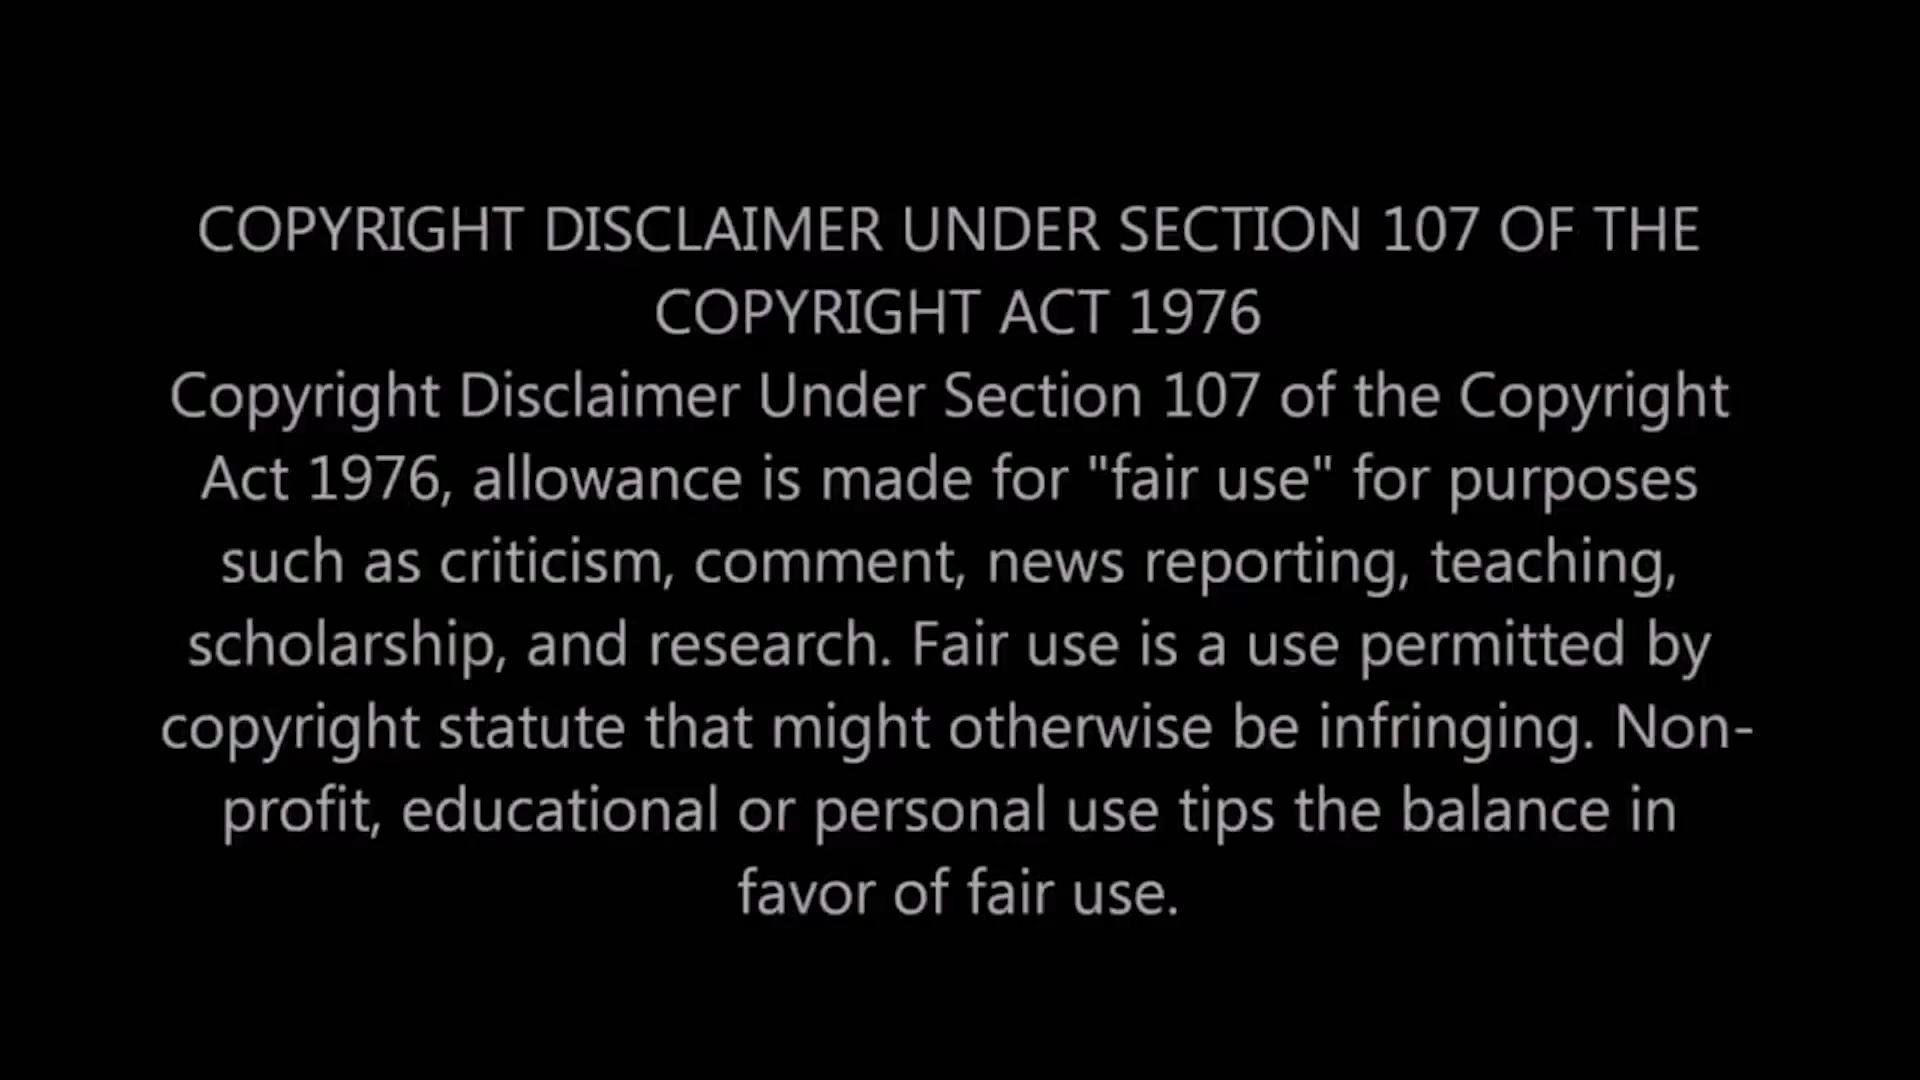 COPYRIGHT DISCLAIMER UNDER SECTION 107 OF THE
COPYRIGHT ACT 1976
Copyright Disclaimer Under Section 107 of the Copyright
Act 1976, allowance is made for "fair use" for purposes
such as criticism, comment, news reporting, teaching,
scholarship, and research. Fair use is a use permitted by
copyright statute that might otherwise be infringing. Non-
profit, educational or personal use tips the balance in
favor of fair use.